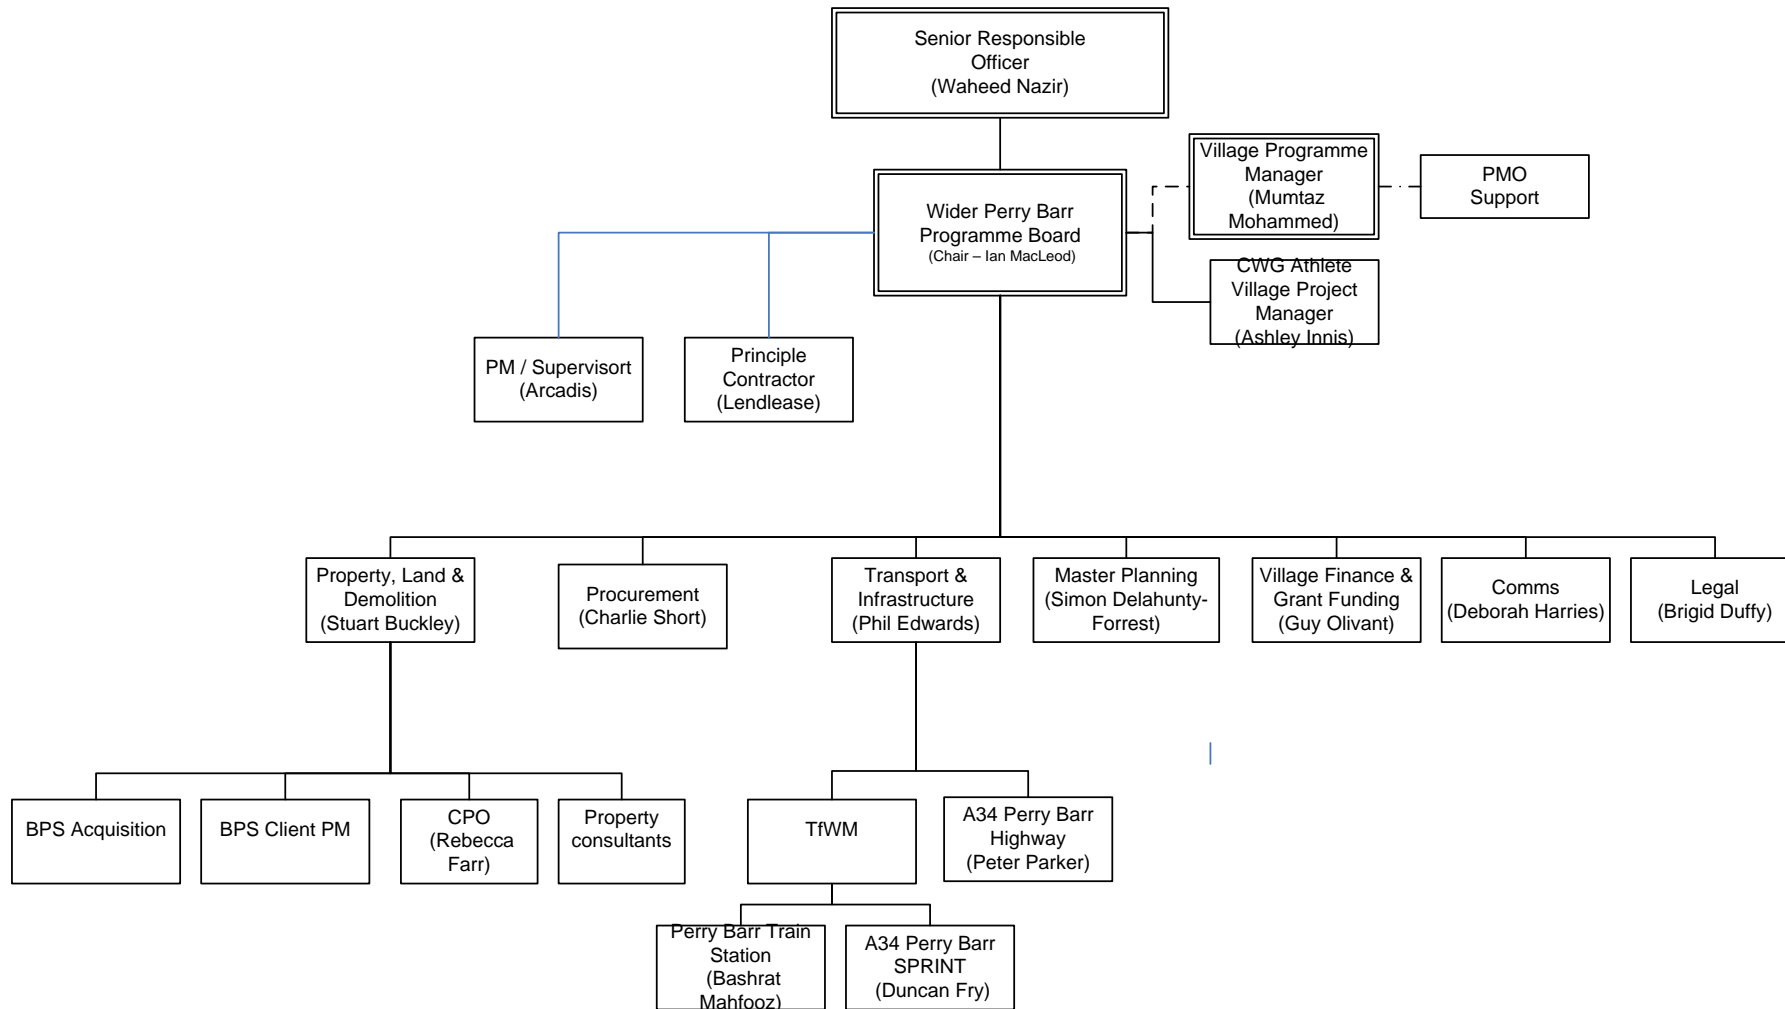 Senior Responsible
Officer
(Waheed Nazir)
Village Programme
Manager
(Mumtaz
Mohammed)
PMO
Support
Wider Perry Barr
Programme Board
(Chair – Ian MacLeod)
CWG Athlete
Village Project
Manager
(Ashley Innis)
PM / Supervisort
(Arcadis)
Principle
Contractor
(Lendlease)
Property, Land &
Demolition
(Stuart Buckley)
Procurement
(Charlie Short)
Transport &
Infrastructure
(Phil Edwards)
Master Planning
(Simon Delahunty-
Forrest)
Village Finance &
Grant Funding
(Guy Olivant)
Comms
(Deborah Harries)
Legal
(Brigid Duffy)
BPS Acquisition
BPS Client PM
CPO
(Rebecca
Farr)
Property
consultants
TfWM
A34 Perry Barr
Highway
(Peter Parker)
Perry Barr Train
Station
(Bashrat
Mahfooz)
A34 Perry Barr
SPRINT
(Duncan Fry)